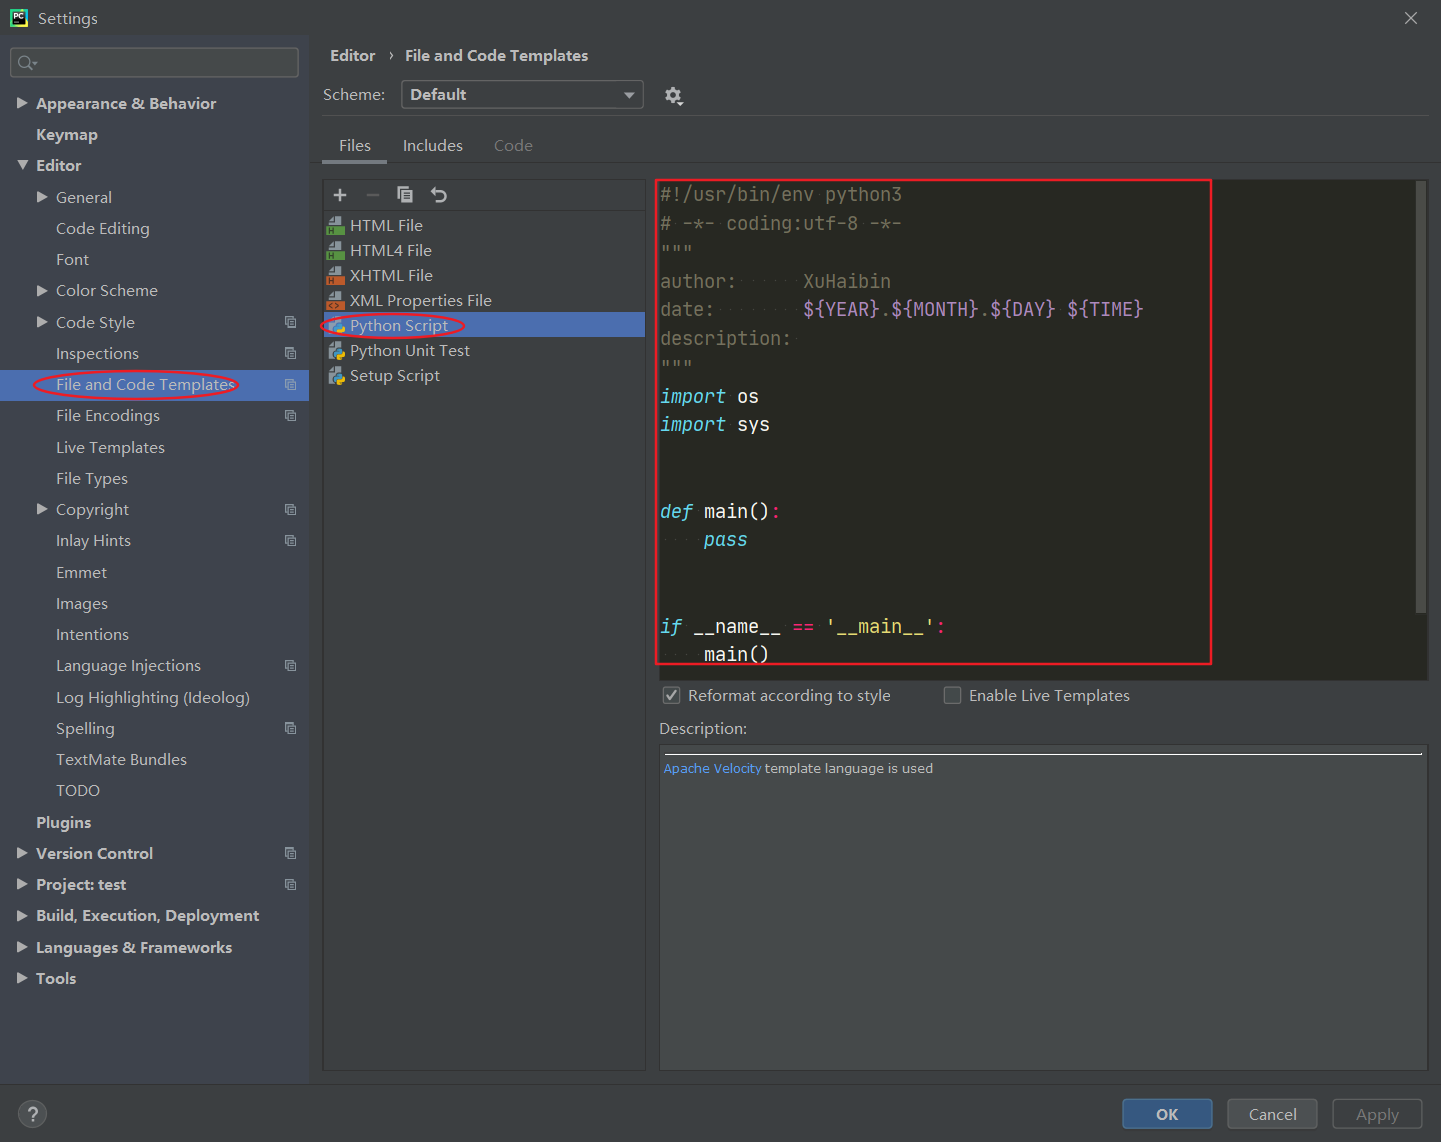 Settings
Appearance & Behavior
Keymap
Editor
General
Code Editing
Font
Color Scheme
Code Style
Inspections
File and Code Templates
File Encodings
Live Templates
File Types
Copyright
Inlay Hints
Emmet
Images
Intentions
Language Injections
Log Highlighting (Ideolog)
Spelling
TextMate Bundles
TODO
Plugins
Version Control
Project: test
Build, Execution, Deployment
Languages & Frameworks
Tools
Editor › File and Code Templates
Scheme: Default
Files Includes Code
HTML File
HTML4 File
XHTML File
XML Properties File
Python Script
Python Unit Test
Setup Script
#!/usr/bin/env python3
# -*- coding:utf-8 -*-
"""
author: XuHaibin
date: ${YEAR}.${MONTH}.${DAY} ${TIME}
description:
"""
import os
import sys
def main():
pass
if __name__ == '__main__':
main()
Reformat according to style Enable Live Templates
Description:
Apache Velocity template language is used
? OK Cancel Apply